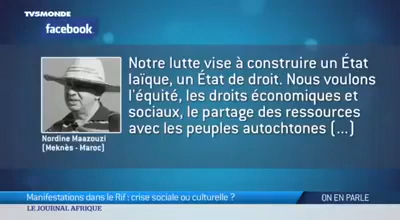 TV5MONDE
facebook
Notre lutte vise à construire un État
laïque, un État de droit. Nous voulons
l'équité, les droits économiques et
sociaux, le partage des ressources
avec les peuples autochtones (...)
Nordine Maazouzi
(Meknès - Maroc)
Manifestations dans le Rif : crise sociale ou culturelle ?
ON EN PARLE
LE JOURNAL AFRIQUE